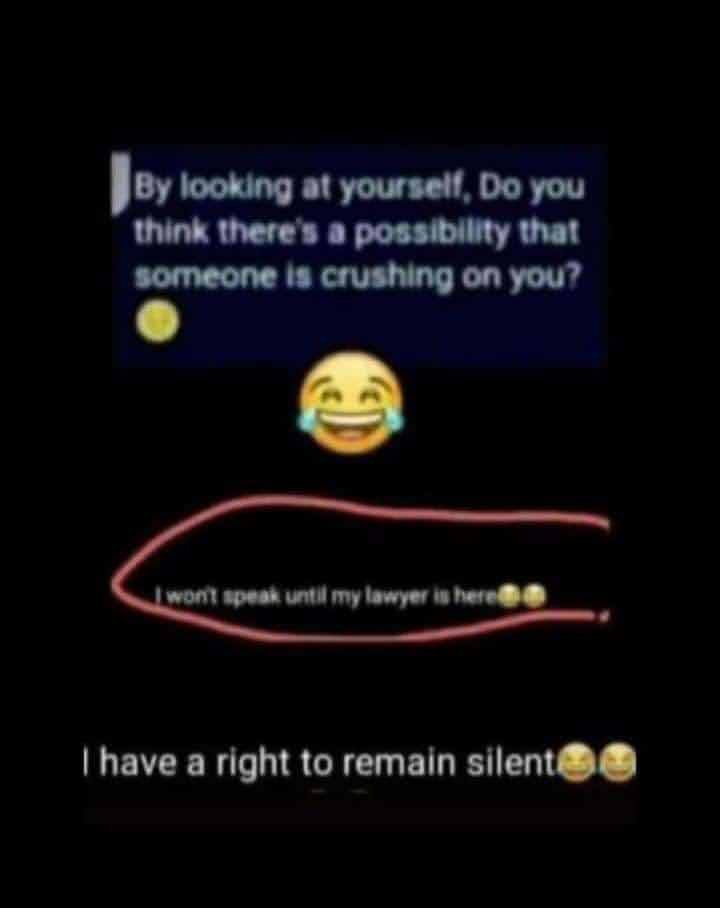 By looking at yourself, Do you
think there's a possibility that
someone is crushing on you?
I won't speak until my lawyer is here😂😂
I have a right to remain silent😂😂